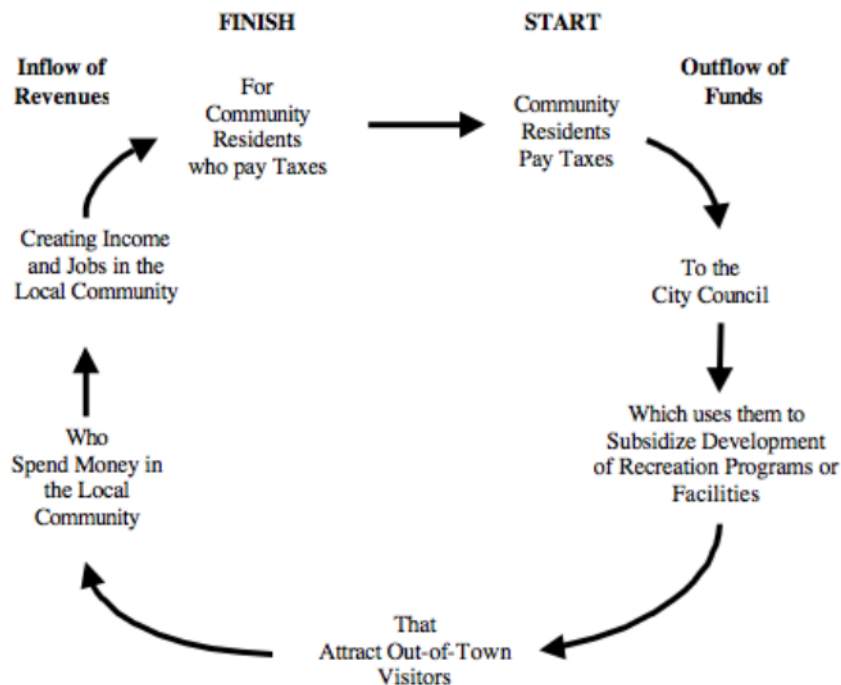 FINISH
START
Inflow of
Revenues
Outflow of
Funds
For
Community
Residents
who pay Taxes
Community
Residents
Pay Taxes
To the
City Council
Which uses them to
Subsidize Development
of Recreation Programs or
Facilities
That
Attract Out-of-Town
Visitors
Who
Spend Money in
the Local
Community
Creating Income
and Jobs in the
Local Community